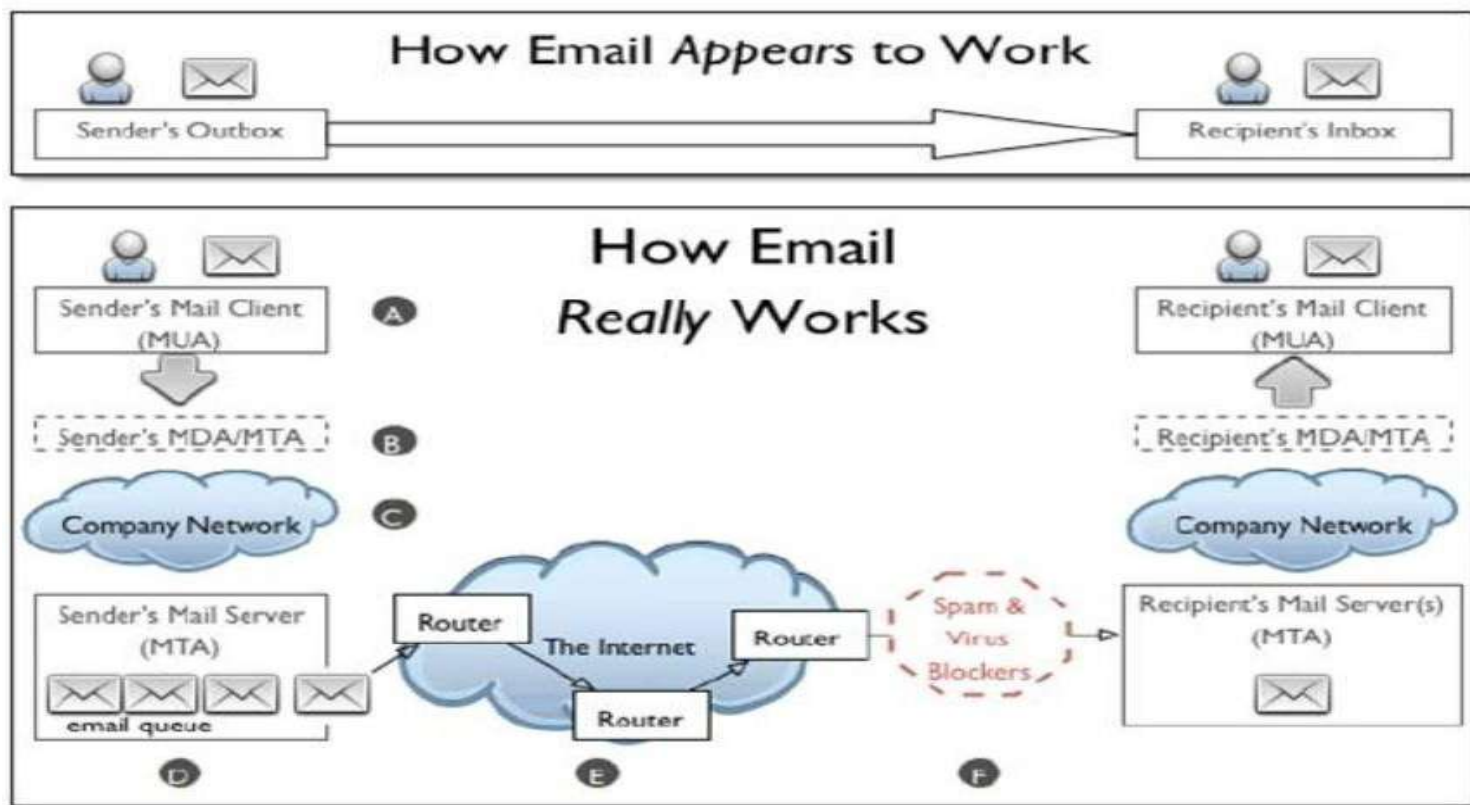 How Email Appears to Work
Sender's Outbox
Recipient's Inbox
How Email
Really Works
Sender's Mail Client
(MUA)
A
Recipient's Mail Client
(MUA)
Sender's MDA/MTA
B
Recipient's MDA/MTA
Company Network
C
Company Network
Sender's Mail Server
(MTA)
email queue
Router
The Internet
Router
Router
Spam &
Virus
Blockers
Recipient's Mail Server(s)
(MTA)
D
E
F